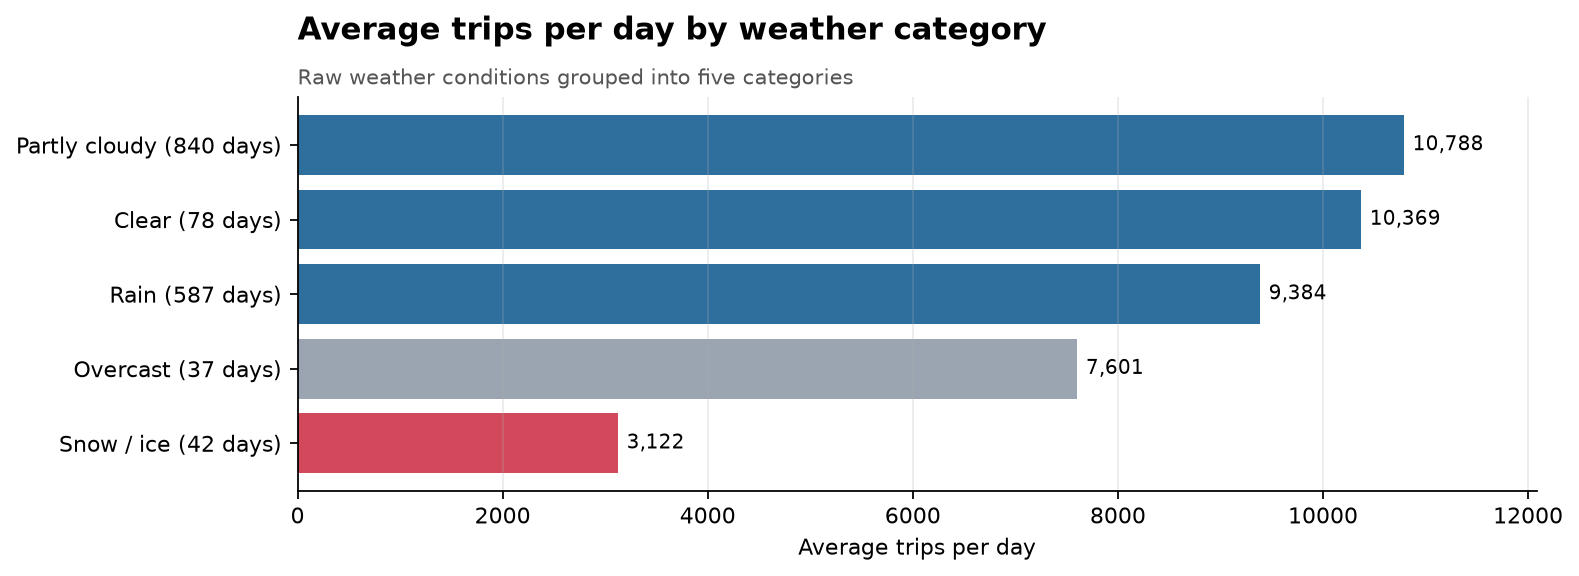 Average trips per day by weather category
Raw weather conditions grouped into five categories
Partly cloudy (840 days) 10,788
Clear (78 days) 10,369
Rain (587 days) 9,384
Overcast (37 days) 7,601
Snow / ice (42 days) 3,122
0 2000 4000 6000 8000 10000 12000
Average trips per day